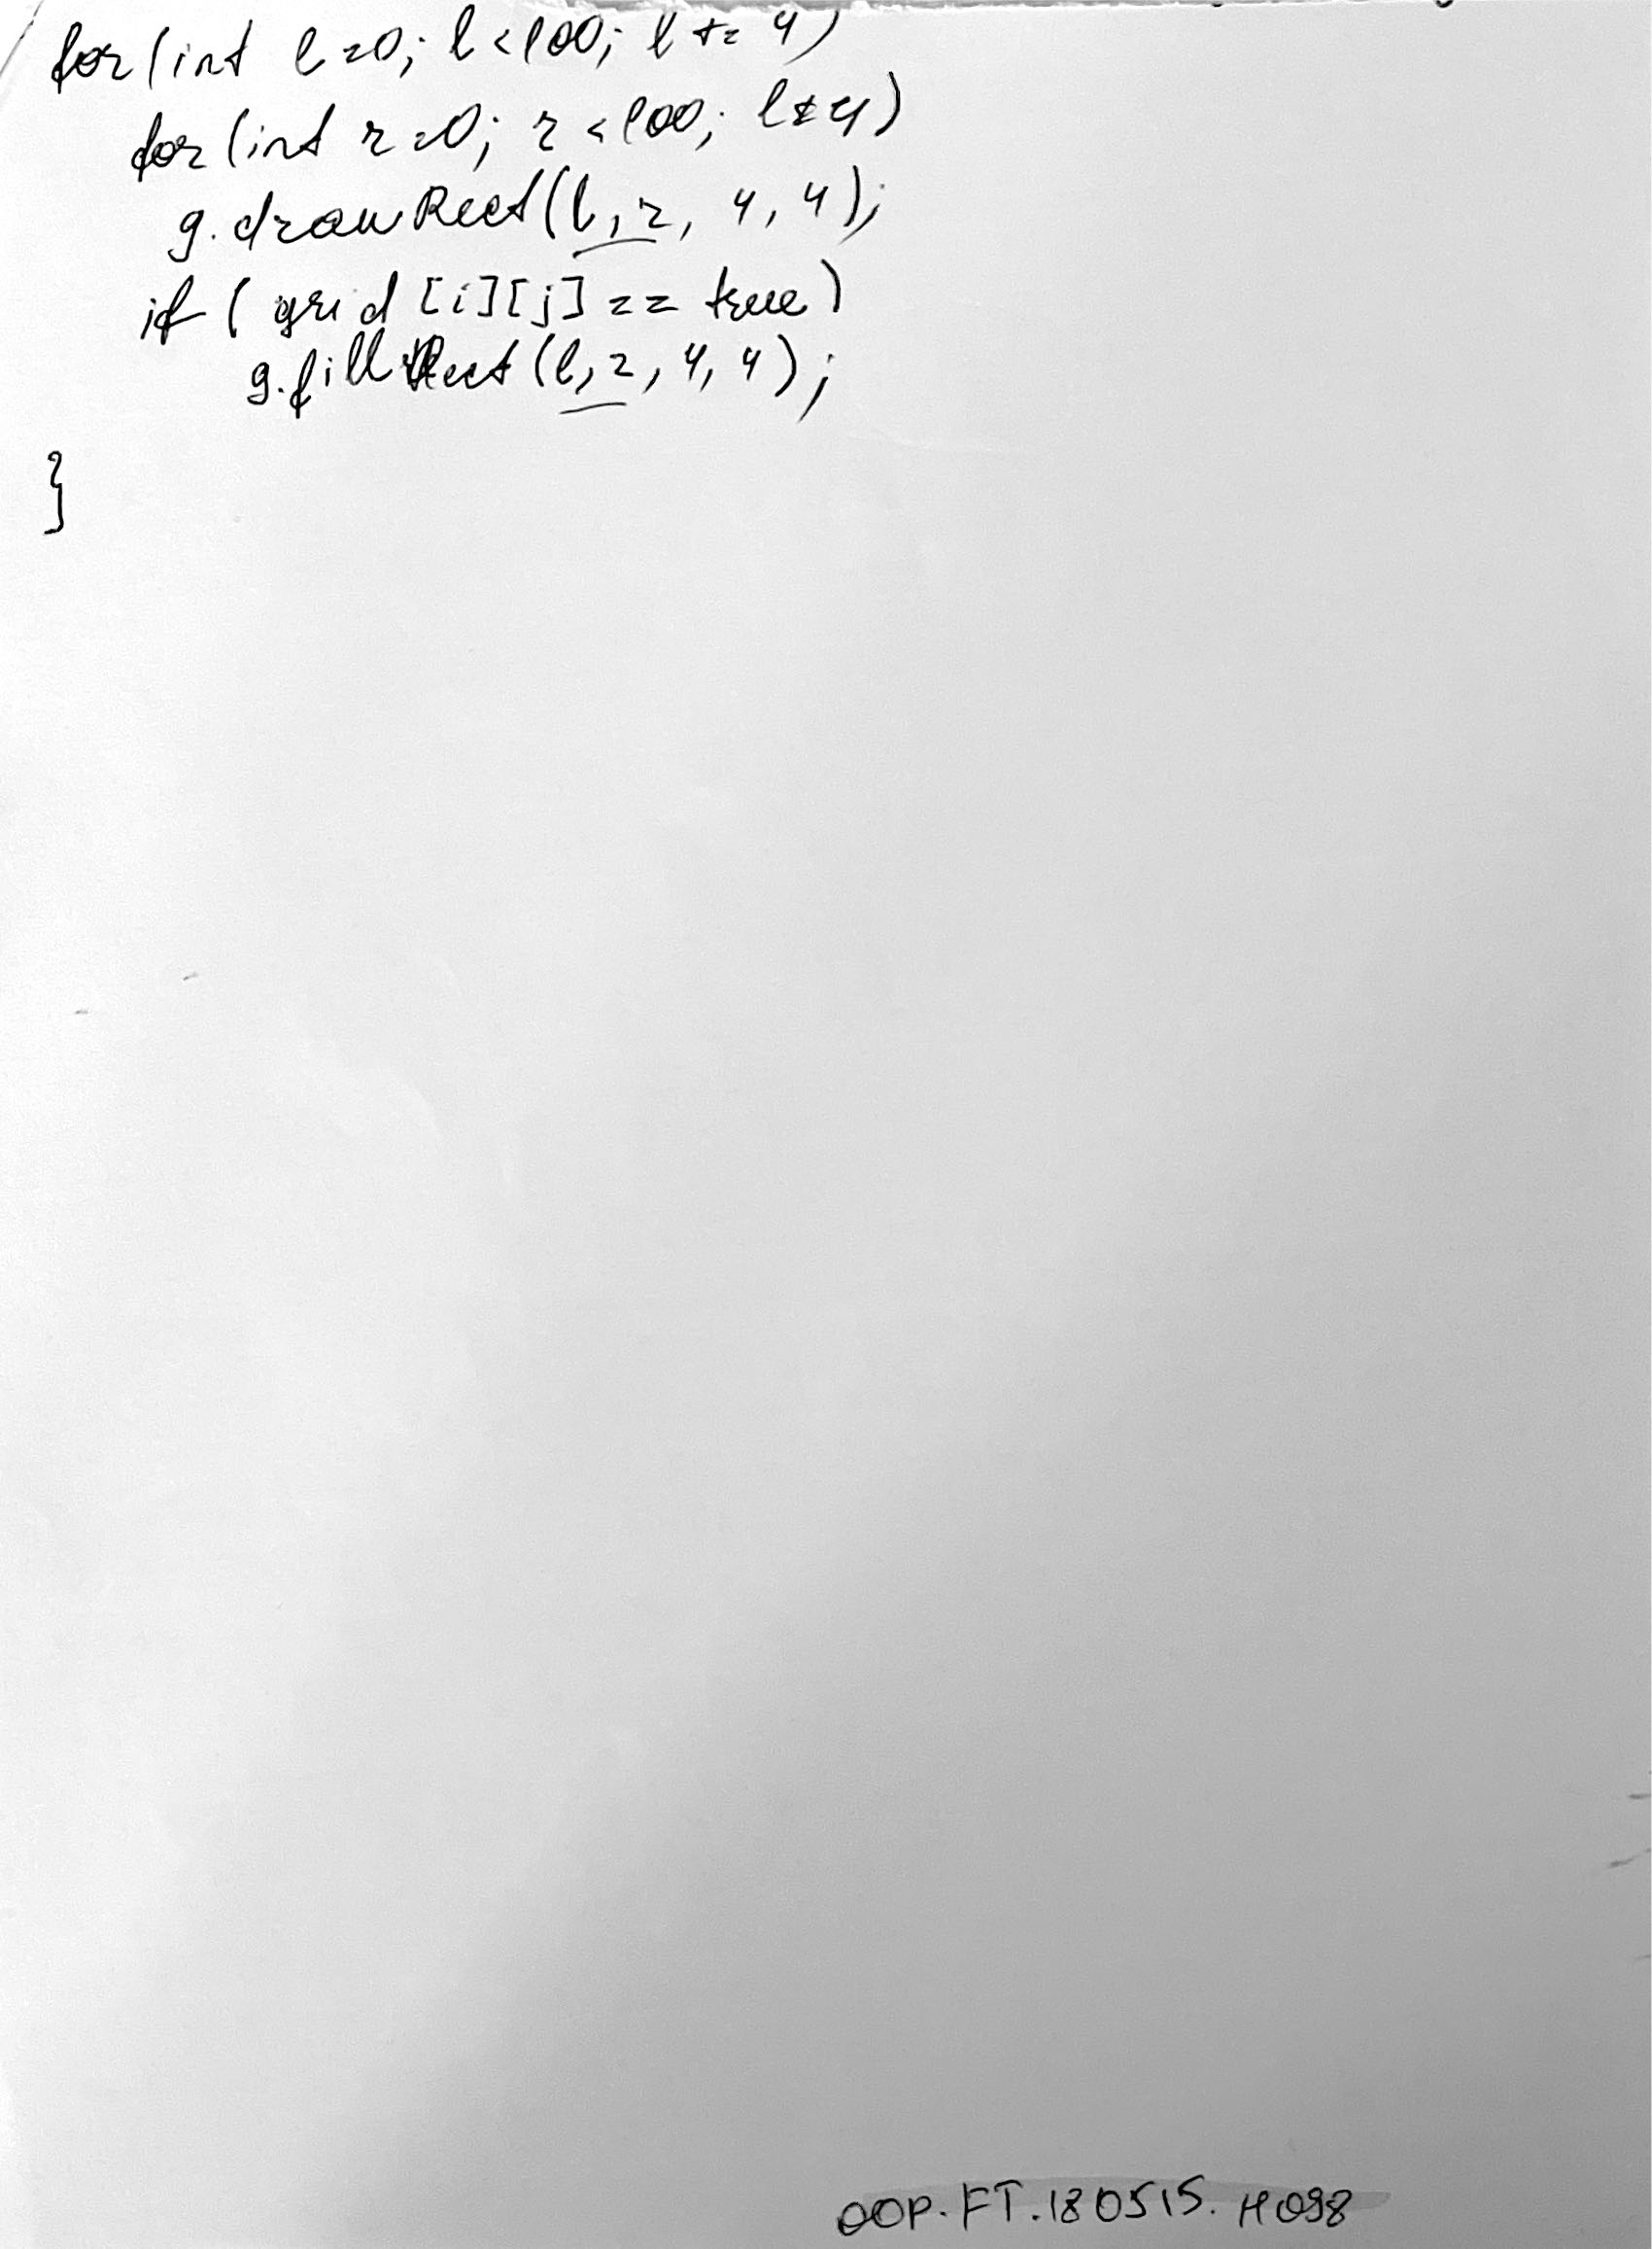 for (int l=0; l<100; l+=4)
for (int r=0; r<100; l+=4)
g.drawRect(l,r, 4, 4);
if (grid [i][j] == true)
g.fillRect (l,r, 4, 4);
}
OOP.FT.180515.H098